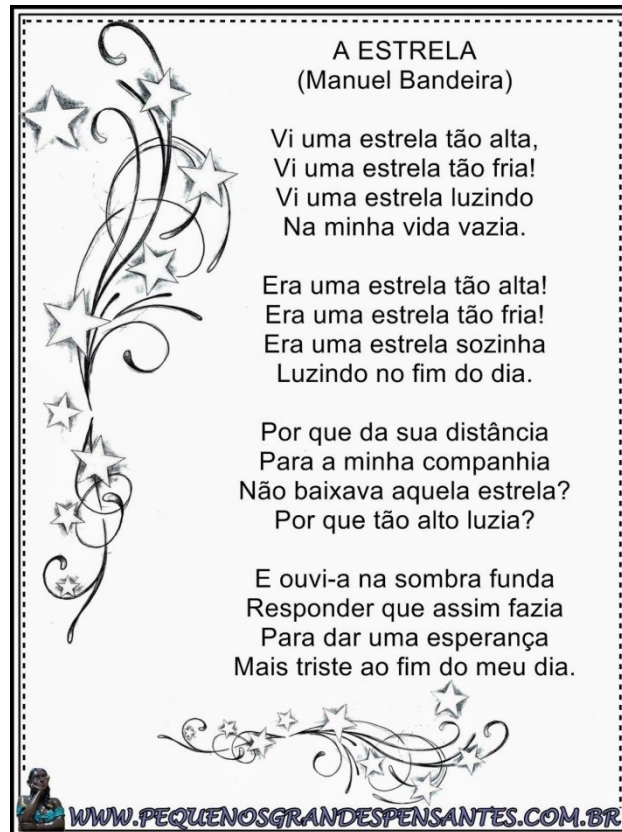 A ESTRELA
(Manuel Bandeira)
Vi uma estrela tão alta,
Vi uma estrela tão fria!
Vi uma estrela luzindo
Na minha vida vazia.
Era uma estrela tão alta!
Era uma estrela tão fria!
Era uma estrela sozinha
Luzindo no fim do dia.
Por que da sua distância
Para a minha companhia
Não baixava aquela estrela?
Por que tão alto luzia?
E ouvi-a na sombra funda
Responder que assim fazia
Para dar uma esperança
Mais triste ao fim do meu dia.
WWW.PEQUENOSGRANDESPENSANTES.COM.BR